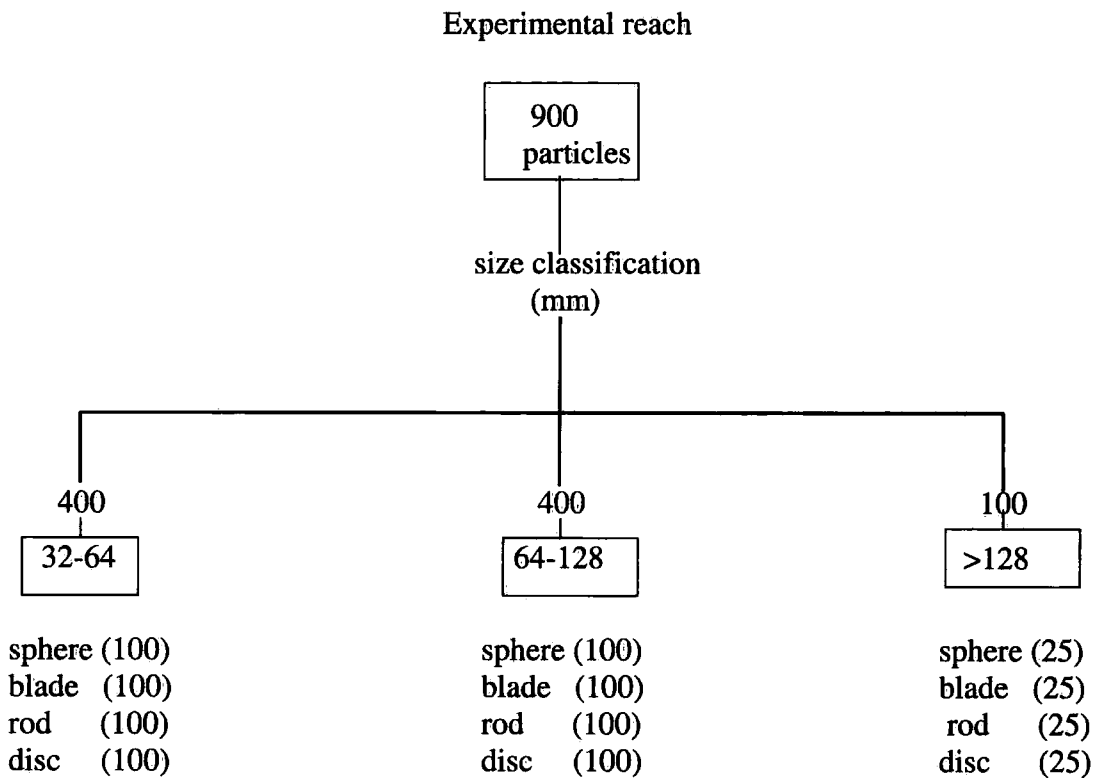 Experimental reach
900
particles
size classification
(mm)
400
32-64
sphere (100)
blade (100)
rod (100)
disc (100)
400
64-128
sphere (100)
blade (100)
rod (100)
disc (100)
100
>128
sphere (25)
blade (25)
rod (25)
disc (25)